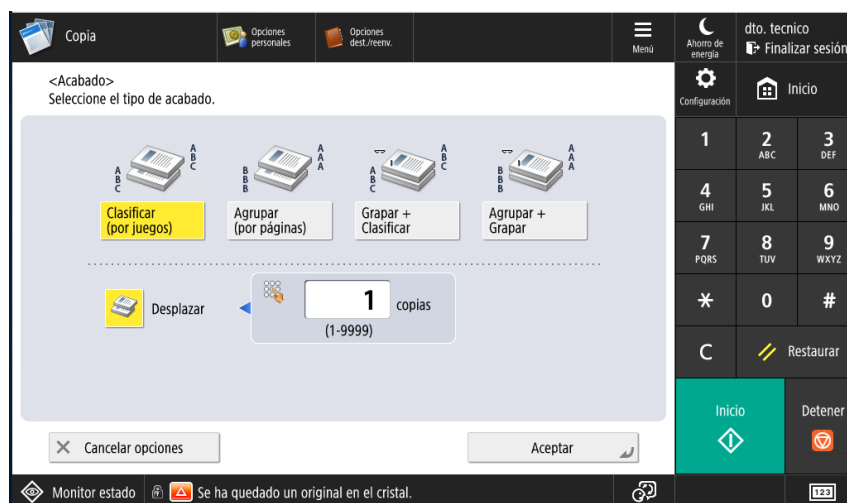 Copia
Opciones
personales
Opciones
dest./reenv.
Menú
Ahorro de
energía
dto. tecnico
Finalizar sesión
<Acabado>
Seleccione el tipo de acabado.
Configuración
Inicio
A
B
C
A
B
C
B
B
B
A
A
A
A
B
C
A
B
C
B
B
B
A
A
A
Clasificar
(por juegos)
Agrupar
(por páginas)
Grapar +
Clasificar
Agrupar +
Grapar
Desplazar
1 copias
(1-9999)
1
2
ABC
3
DEF
4
GHI
5
JKL
6
MNO
7
PQRS
8
TUV
9
WXYZ
*
0
#
C
Restaurar
Cancelar opciones
Aceptar
Inicio
Detener
Monitor estado
Se ha quedado un original en el cristal.
123